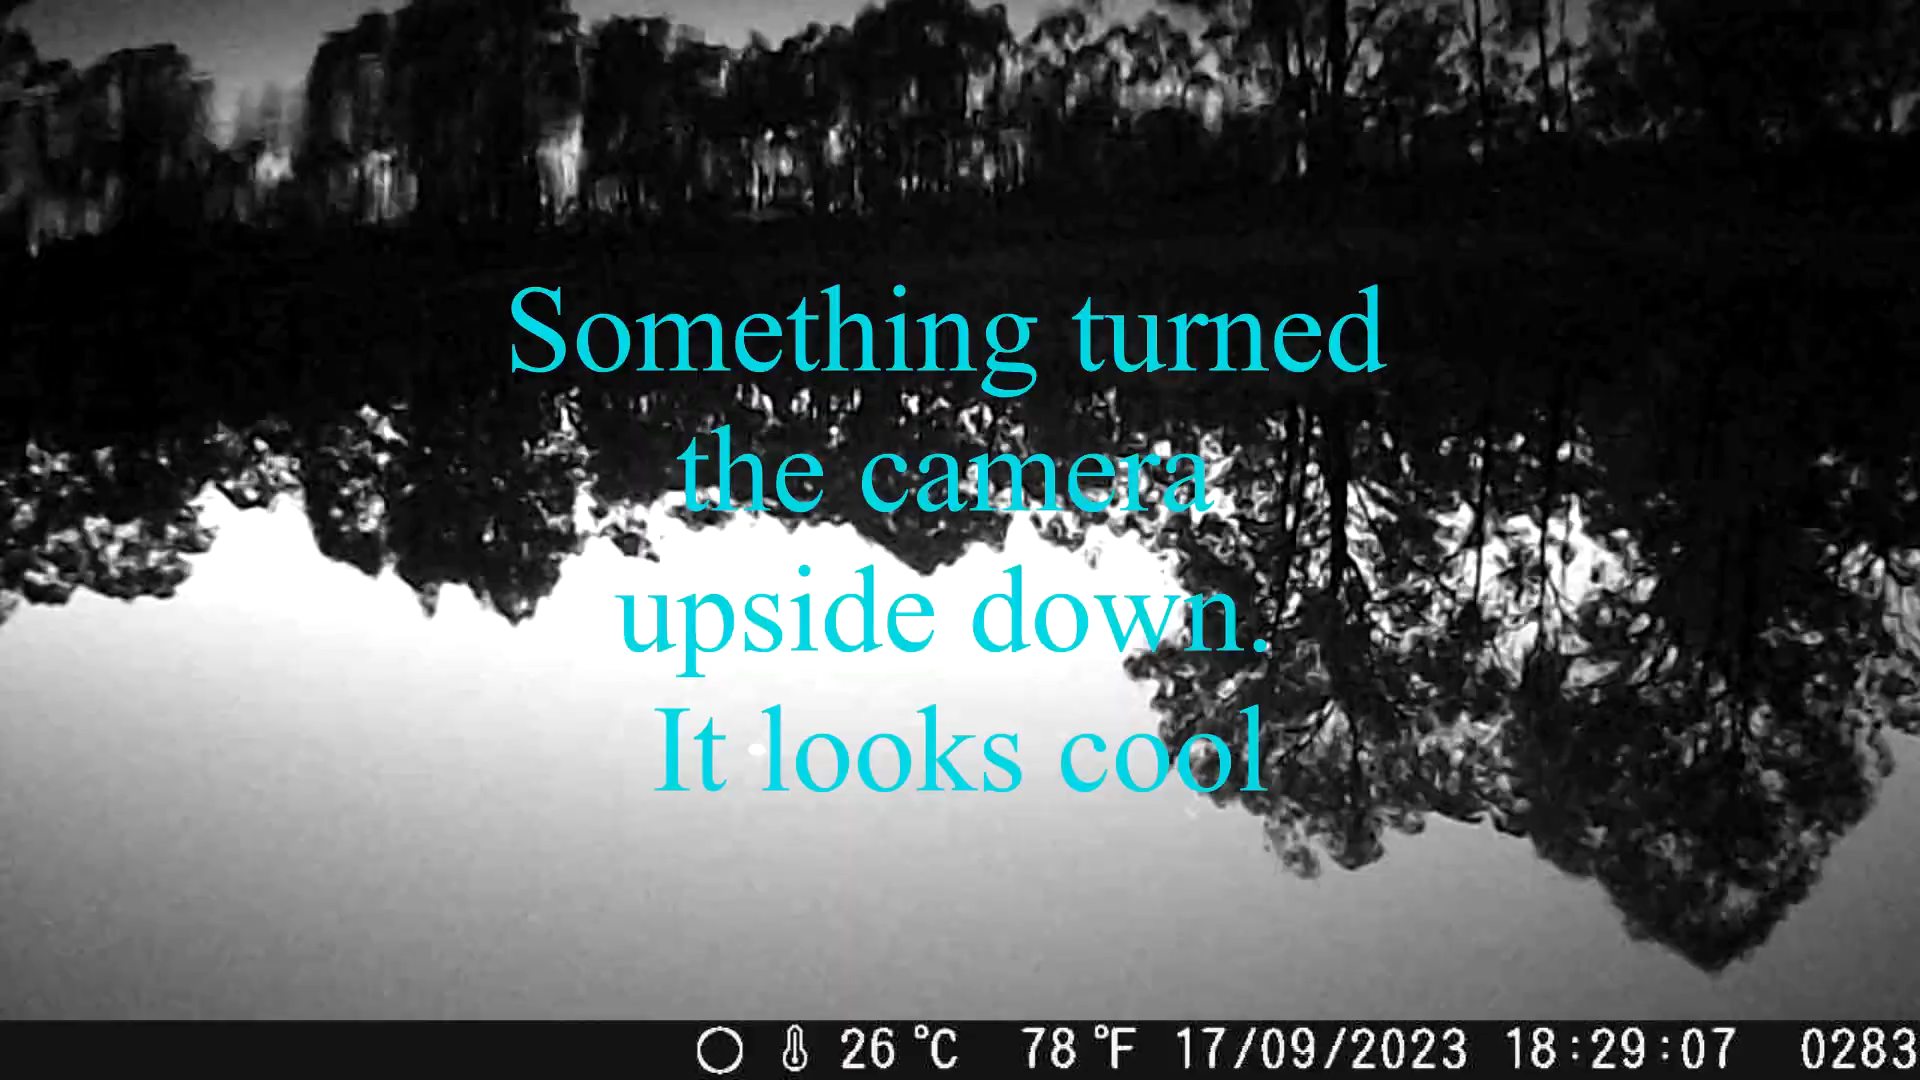 Something turned
the camera
upside down.
It looks cool
26 °C 78 °F 17/09/2023 18:29:07 0283